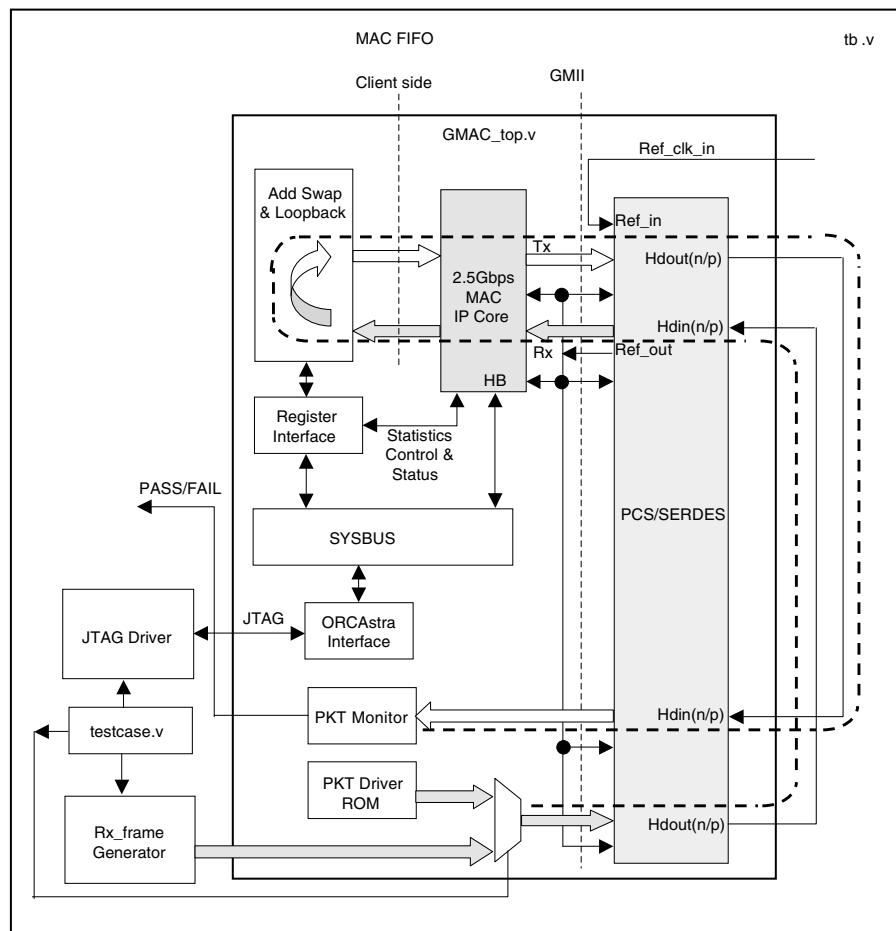 MAC FIFO
tb .v
Client side
GMII
GMAC_top.v
Ref_clk_in
Add Swap
& Loopback
Ref_in
Tx
Hdout(n/p)
2.5Gbps
MAC
IP Core
Hdin(n/p)
Rx
Ref_out
HB
Register
Interface
Statistics
Control &
Status
PASS/FAIL
PCS/SERDES
SYSBUS
JTAG
JTAG Driver
ORCAstra
Interface
PKT Monitor
Hdin(n/p)
testcase.v
PKT Driver
ROM
Rx_frame
Generator
Hdout(n/p)